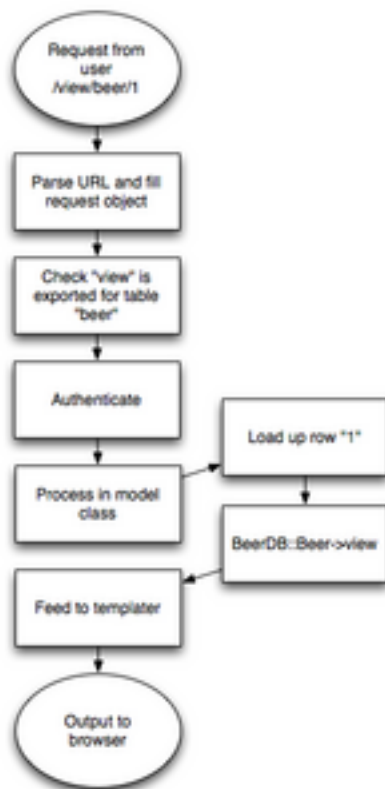 Request from
user
/view/beer/1
Parse URL and fill
request object
Check "view" is
exported for table
"beer"
Authenticate
Process in model
class
Load up row "1"
BeerDB::Beer->view
Feed to templater
Output to
browser